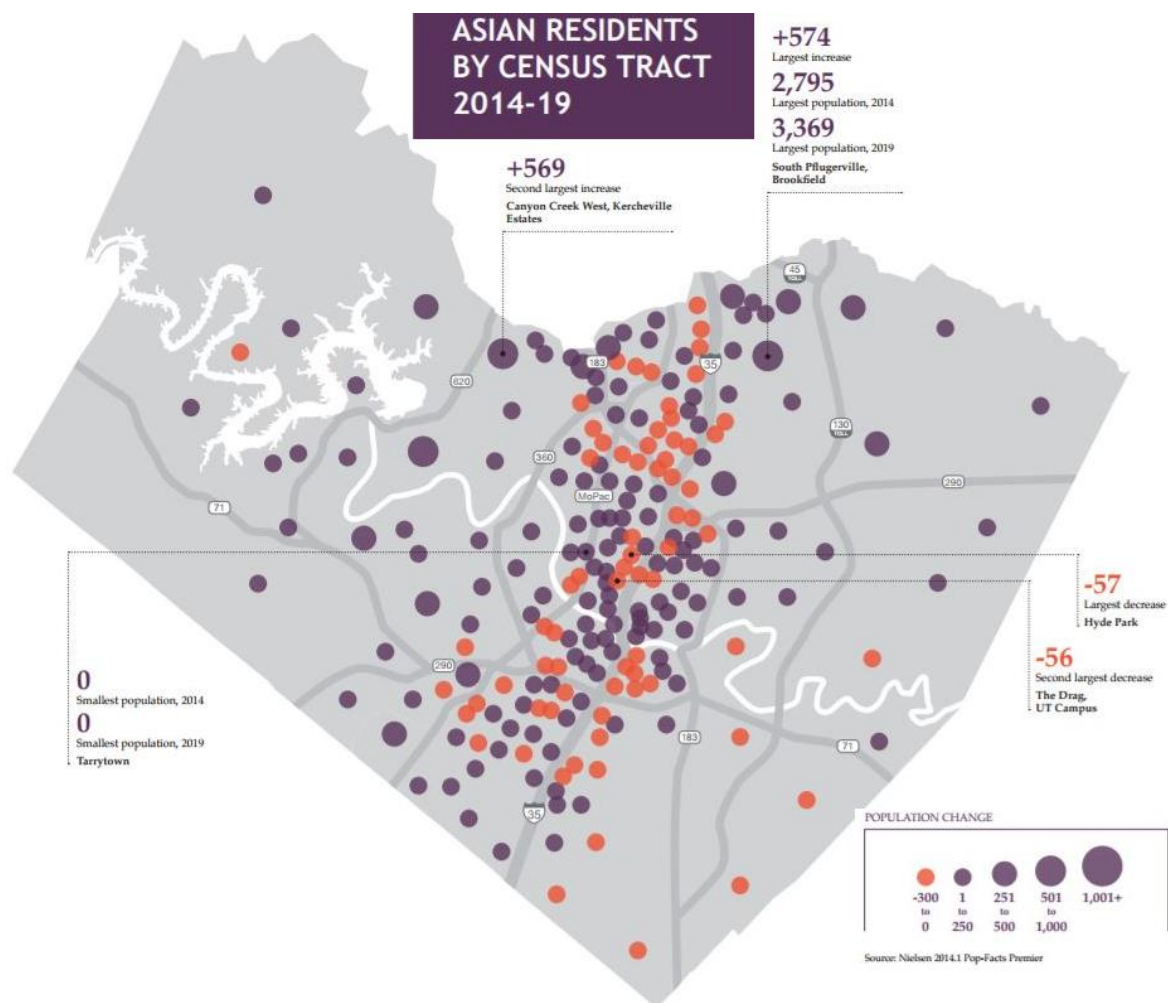 ASIAN RESIDENTS
BY CENSUS TRACT
2014-19
+574
Largest increase
2,795
Largest population, 2014
3,369
Largest population, 2019
South Pflugerville,
Brookfield
+569
Second largest increase
Canyon Creek West, Kercheville
Estates
45
TOLL
183
35
620
130
TOLL
360
290
MoPac
71
-57
Largest decrease
Hyde Park
-56
Second largest decrease
The Drag,
UT Campus
290
0
Smallest population, 2014
0
Smallest population, 2019
Tarrytown
183
71
35
POPULATION CHANGE
-300
to
0
1
to
250
251
to
500
501
to
1,000
1,001+
Source: Nielsen 2014.1 Pop-Facts Premier